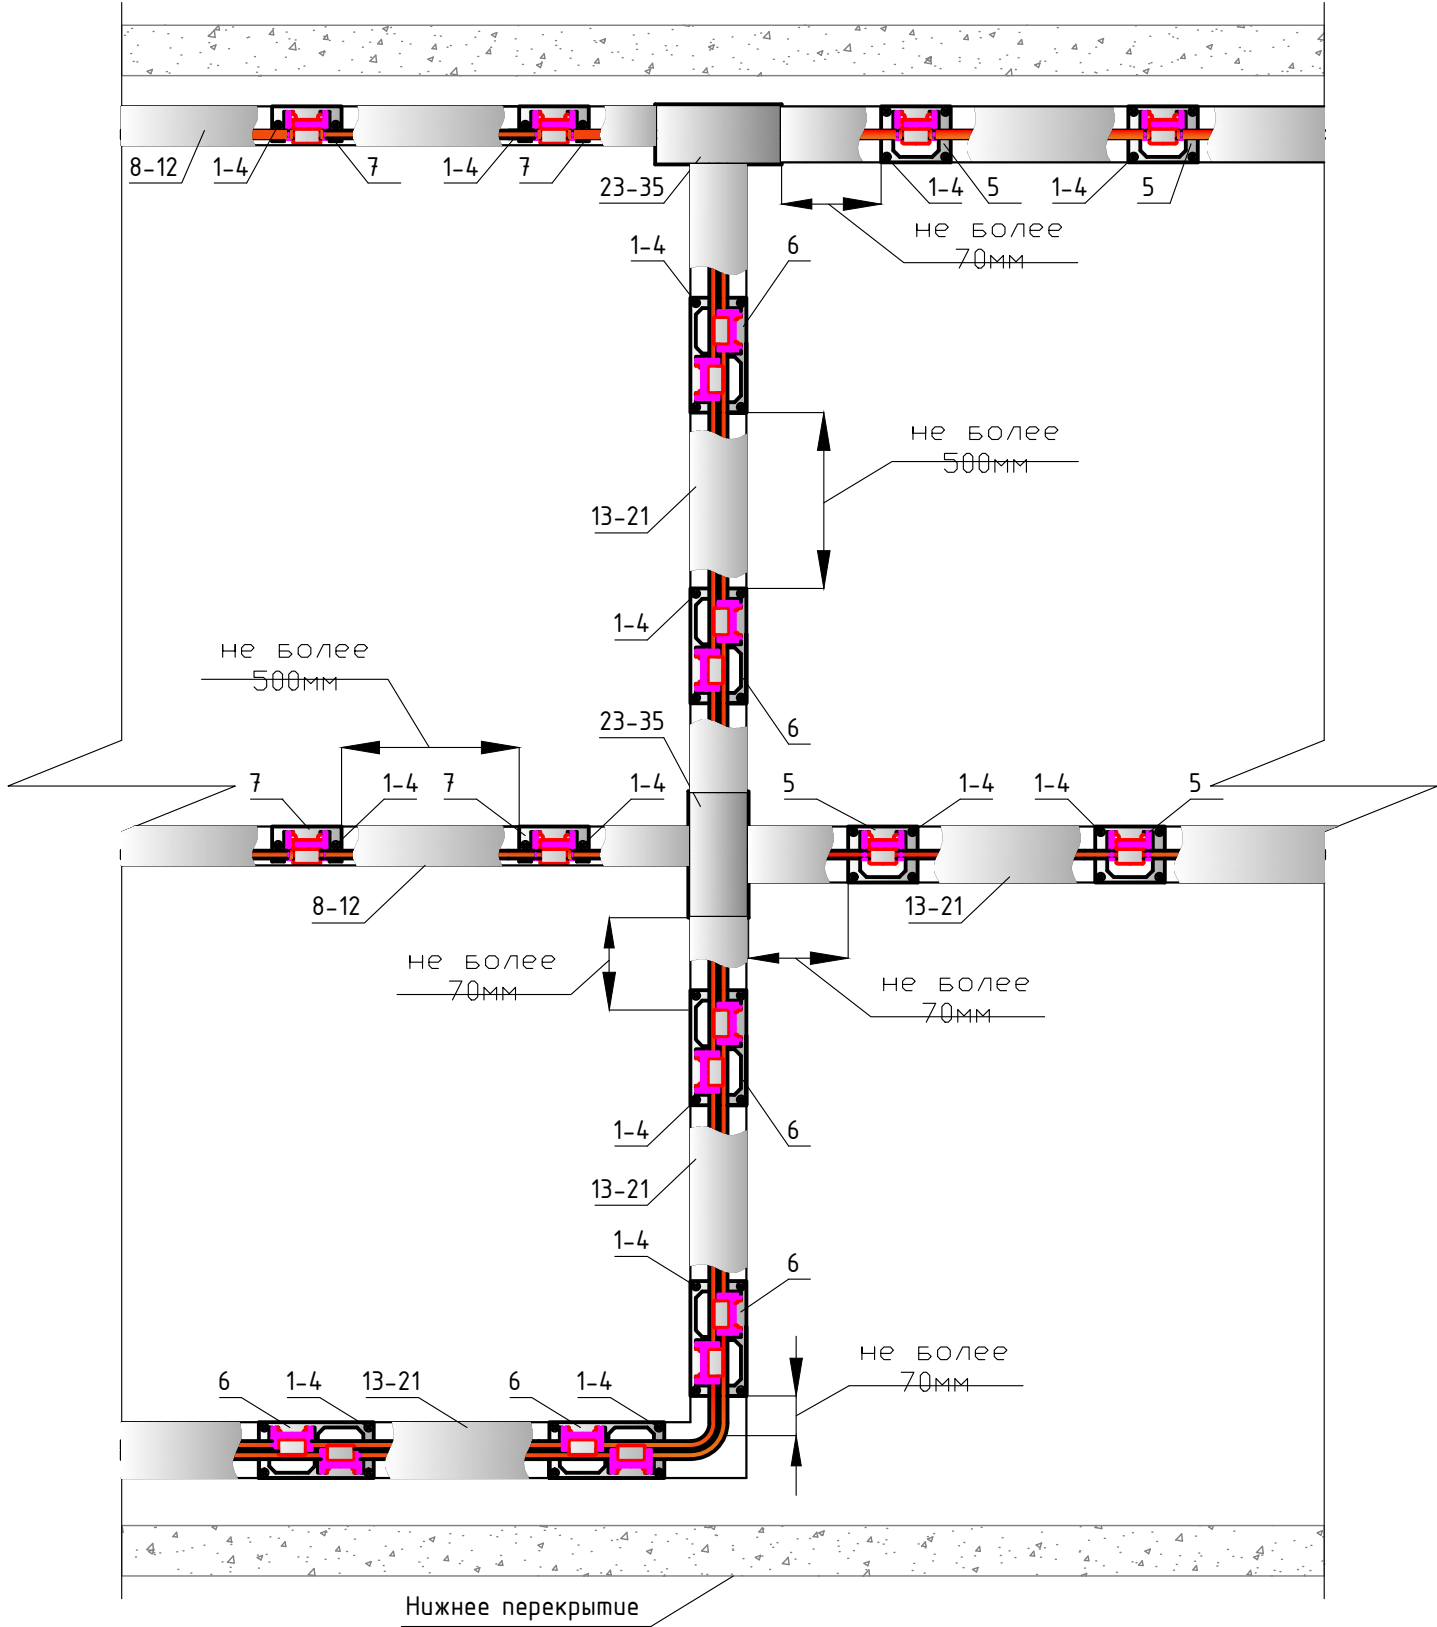 8-12 1-4 7 1-4 7 23-35 1-4 5 1-4 5
не более
70мм
1-4 6
не более
500мм
13-21
1-4
не более
500мм
23-35 6
7 1-4 7 1-4 5 1-4 1-4 5
8-12 13-21
не более
70мм
не более
70мм
1-4 6
13-21
1-4 6
не более
70мм
6 1-4 13-21 6 1-4
Нижнее перекрытие